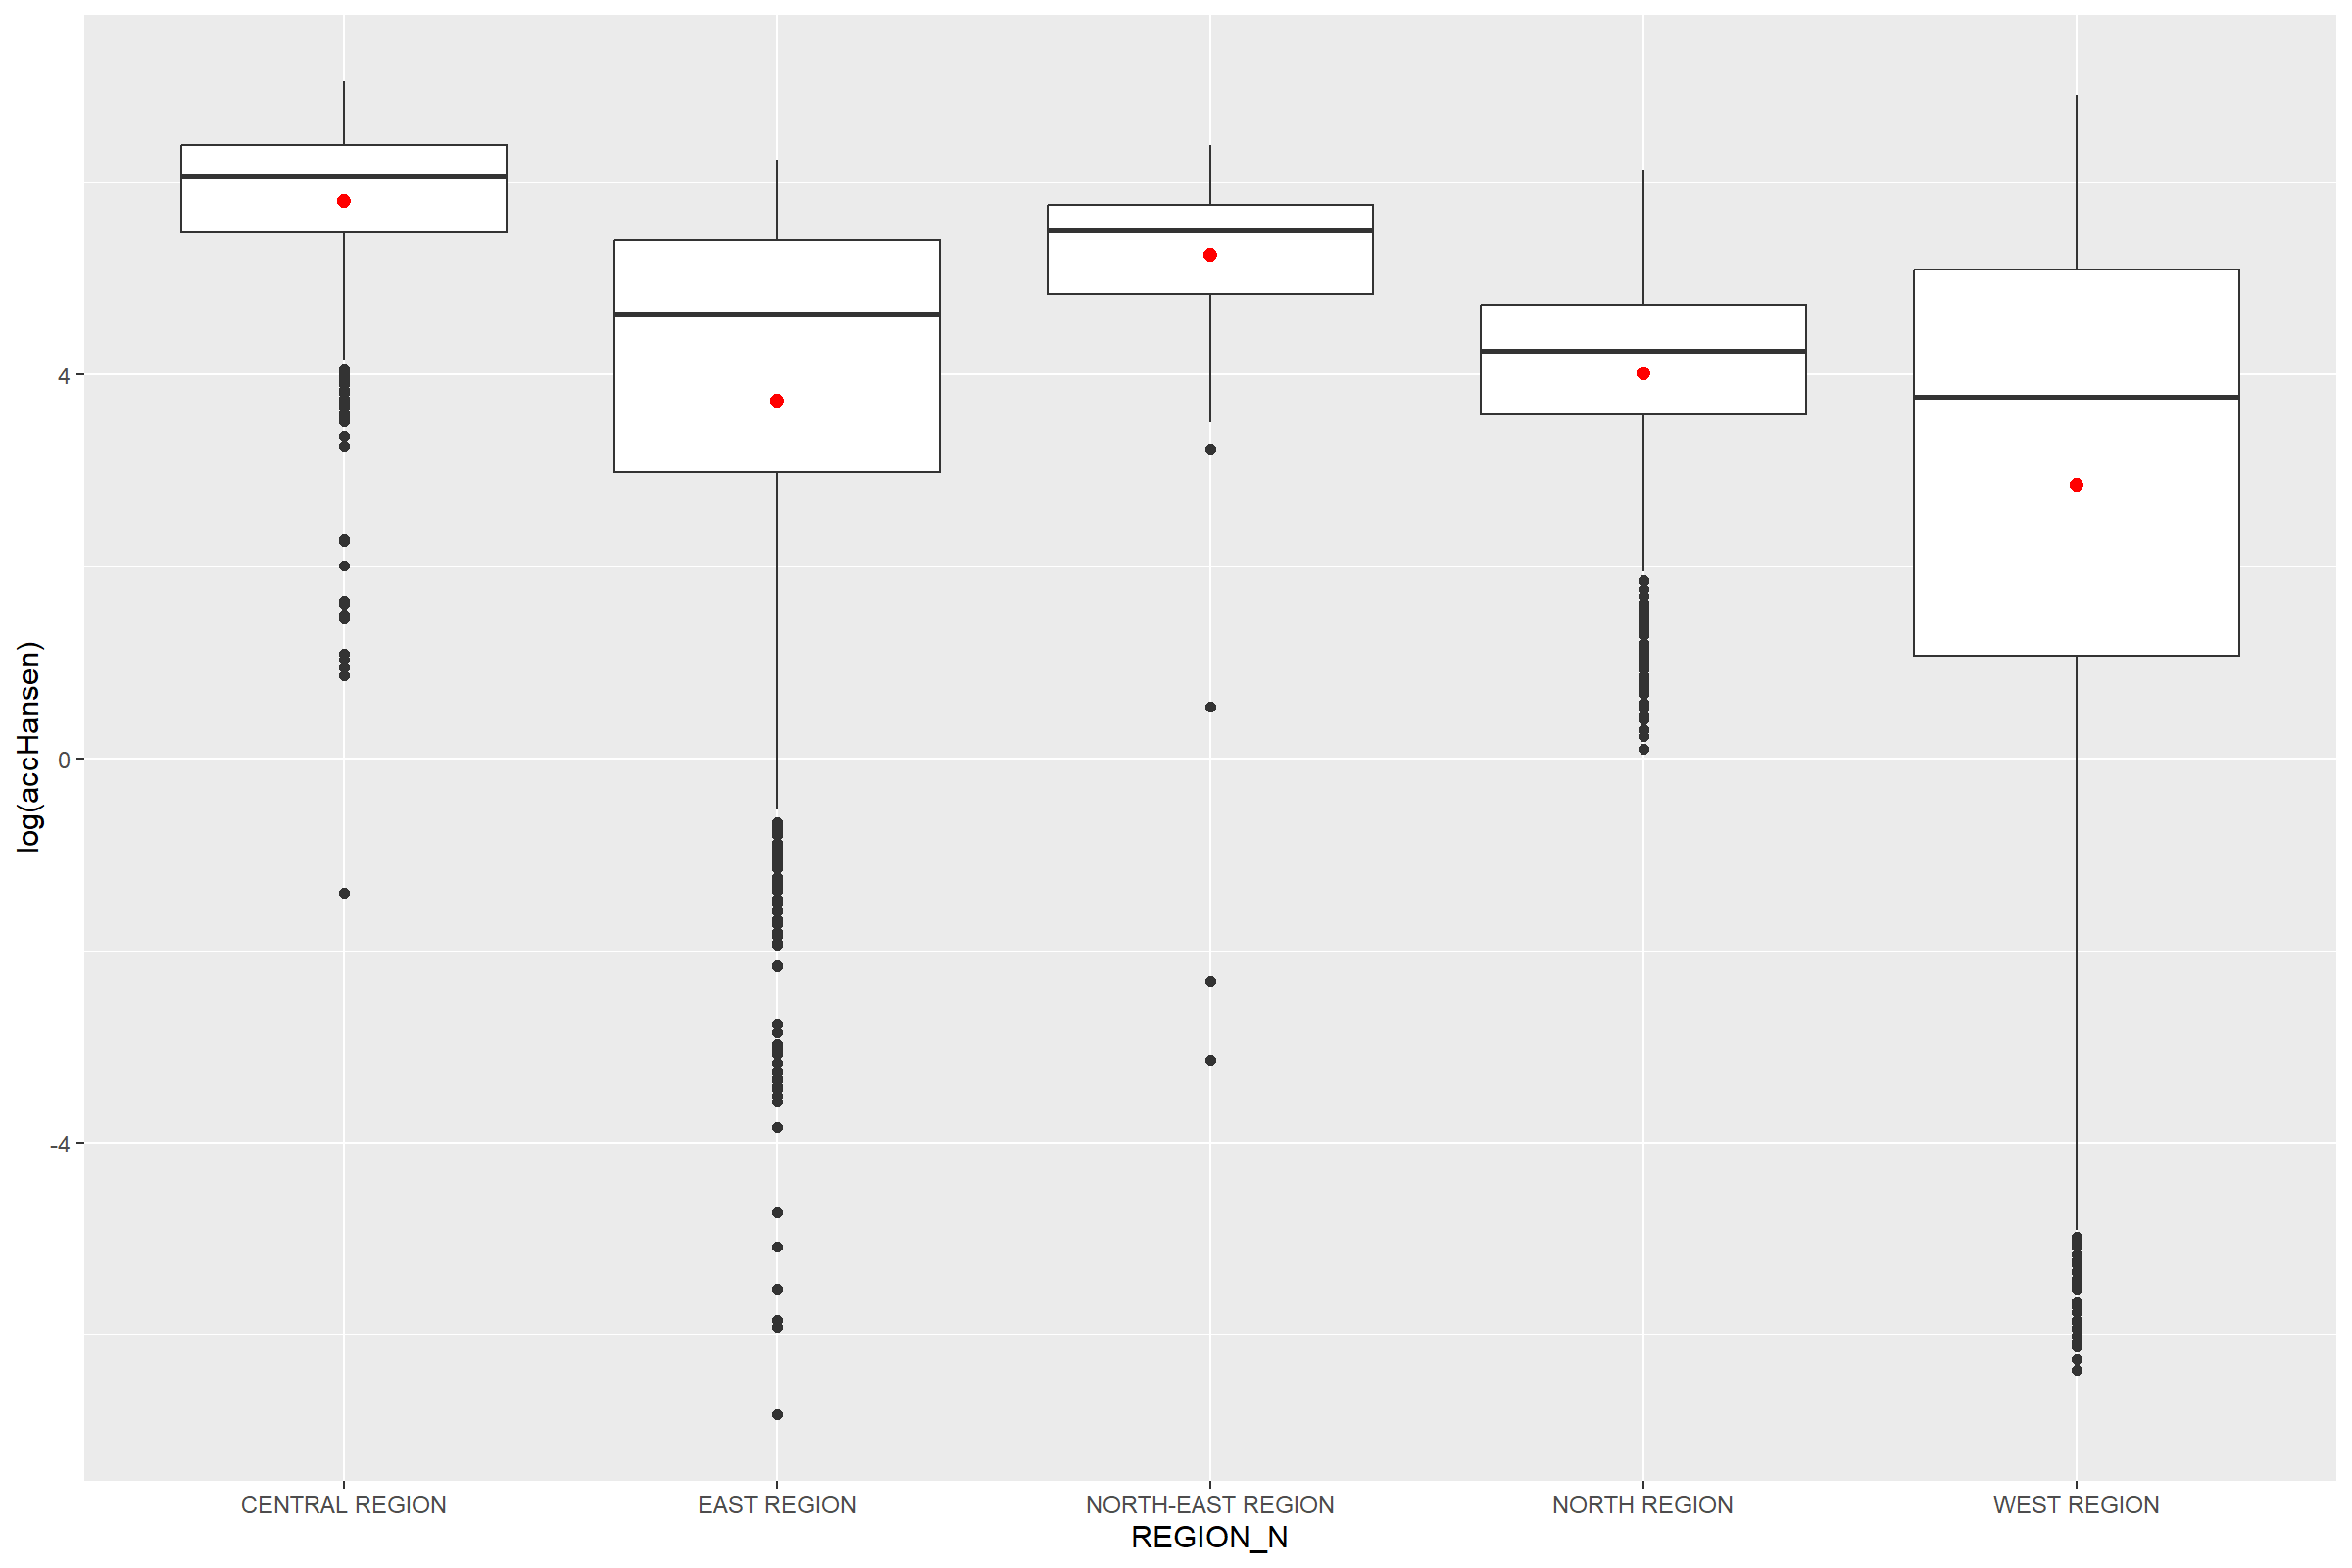 log(accHansen)
4
0
-4
CENTRAL REGION
EAST REGION
NORTH-EAST REGION
NORTH REGION
WEST REGION
REGION_N